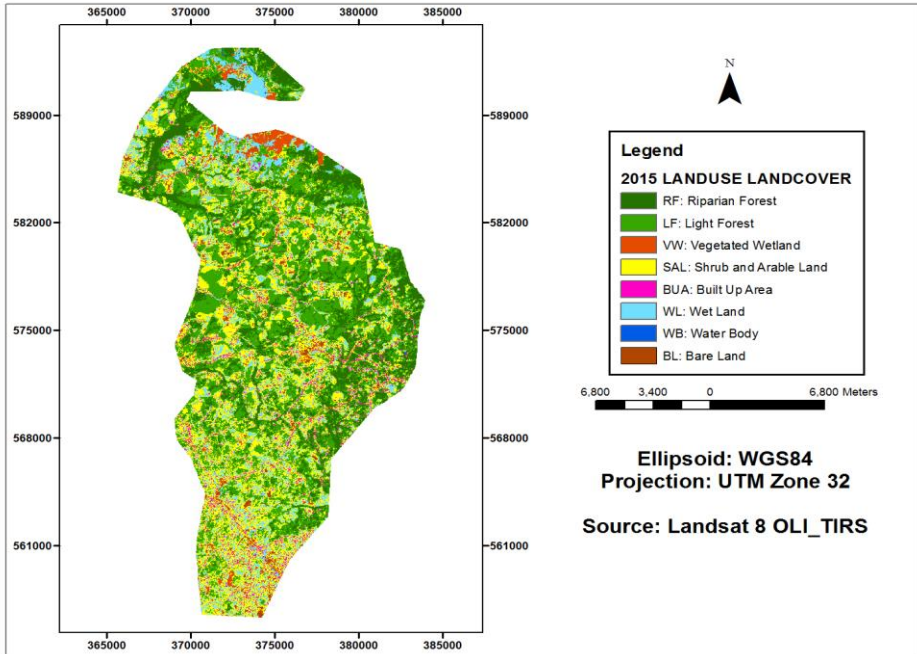 365000 370000 375000 380000 385000
589000
582000
575000
568000
561000
589000
582000
575000
568000
561000
365000 370000 375000 380000 385000
N
Legend
2015 LANDUSE LANDCOVER
RF: Riparian Forest
LF: Light Forest
VW: Vegetated Wetland
SAL: Shrub and Arable Land
BUA: Built Up Area
WL: Wet Land
WB: Water Body
BL: Bare Land
6,800 3,400 0 6,800 Meters
Ellipsoid: WGS84
Projection: UTM Zone 32
Source: Landsat 8 OLI_TIRS